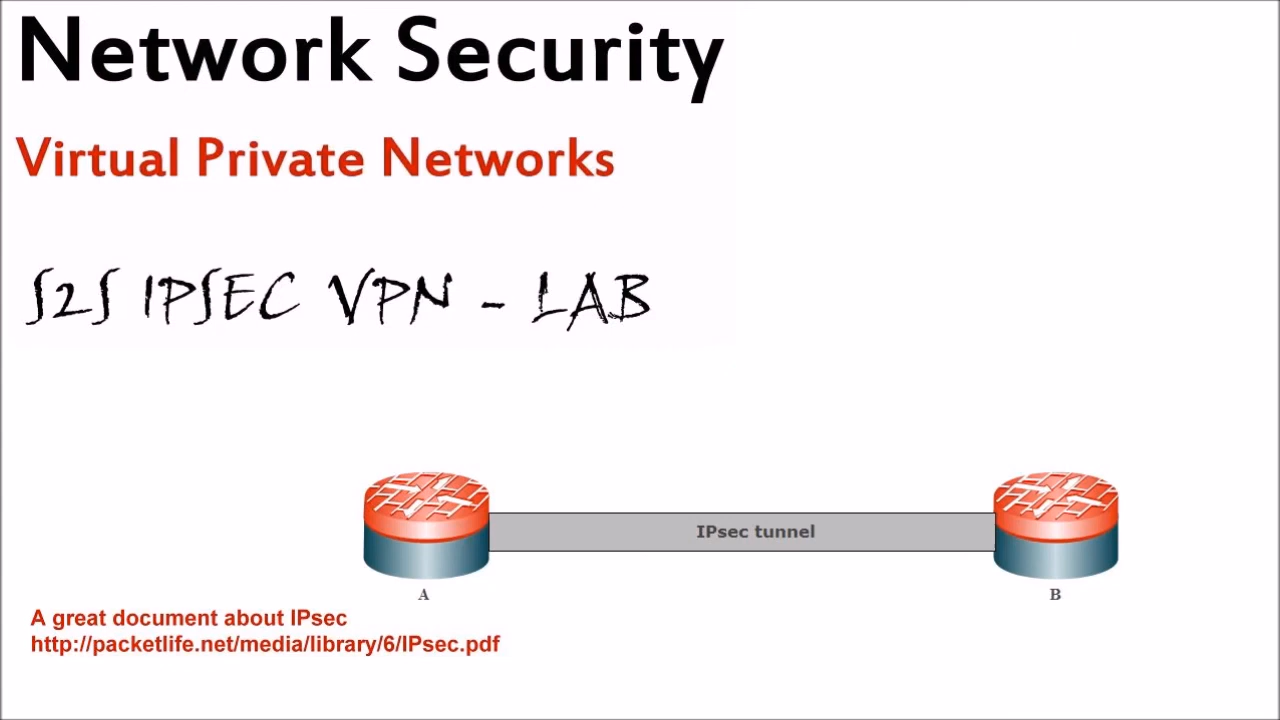 Network Security
Virtual Private Networks
S2S IPSEC VPN - LAB
IPsec tunnel
A
B
A great document about IPsec
http://packetlife.net/media/library/6/IPsec.pdf